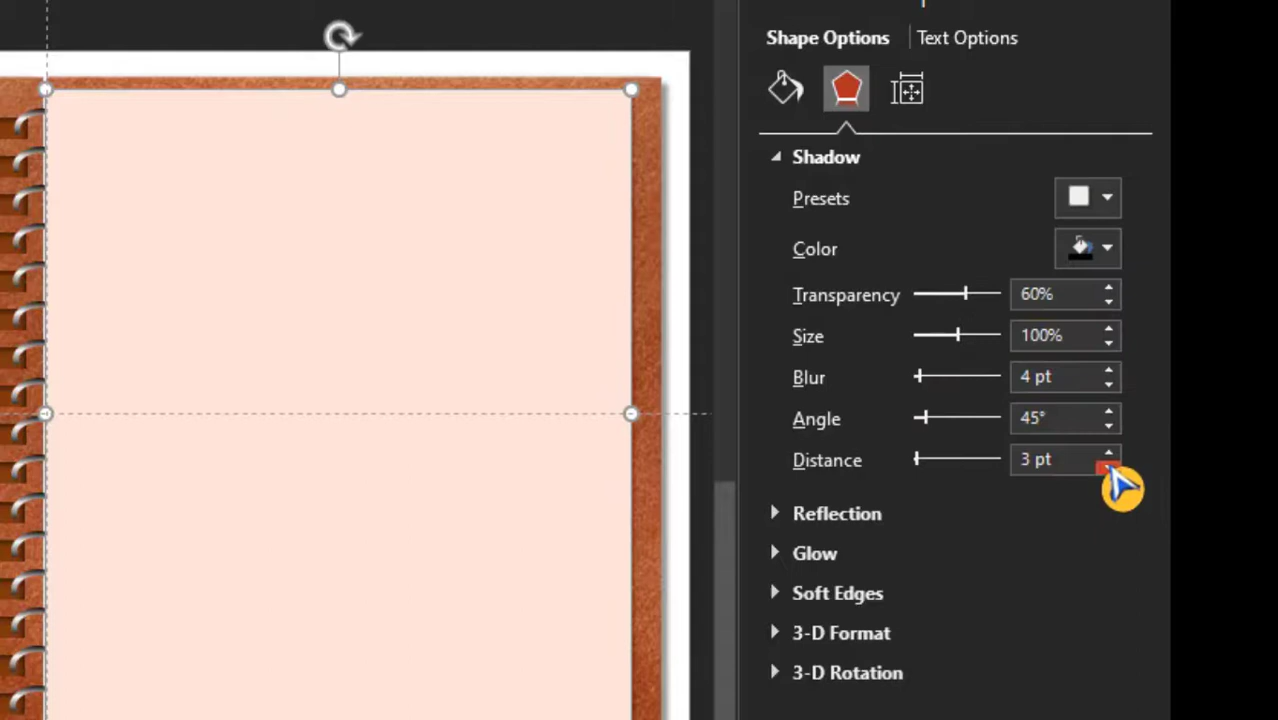 Shape Options Text Options
Shadow
Presets
Color
Transparency 60%
Size 100%
Blur 4 pt
Angle 45°
Distance 3 pt
Reflection
Glow
Soft Edges
3-D Format
3-D Rotation